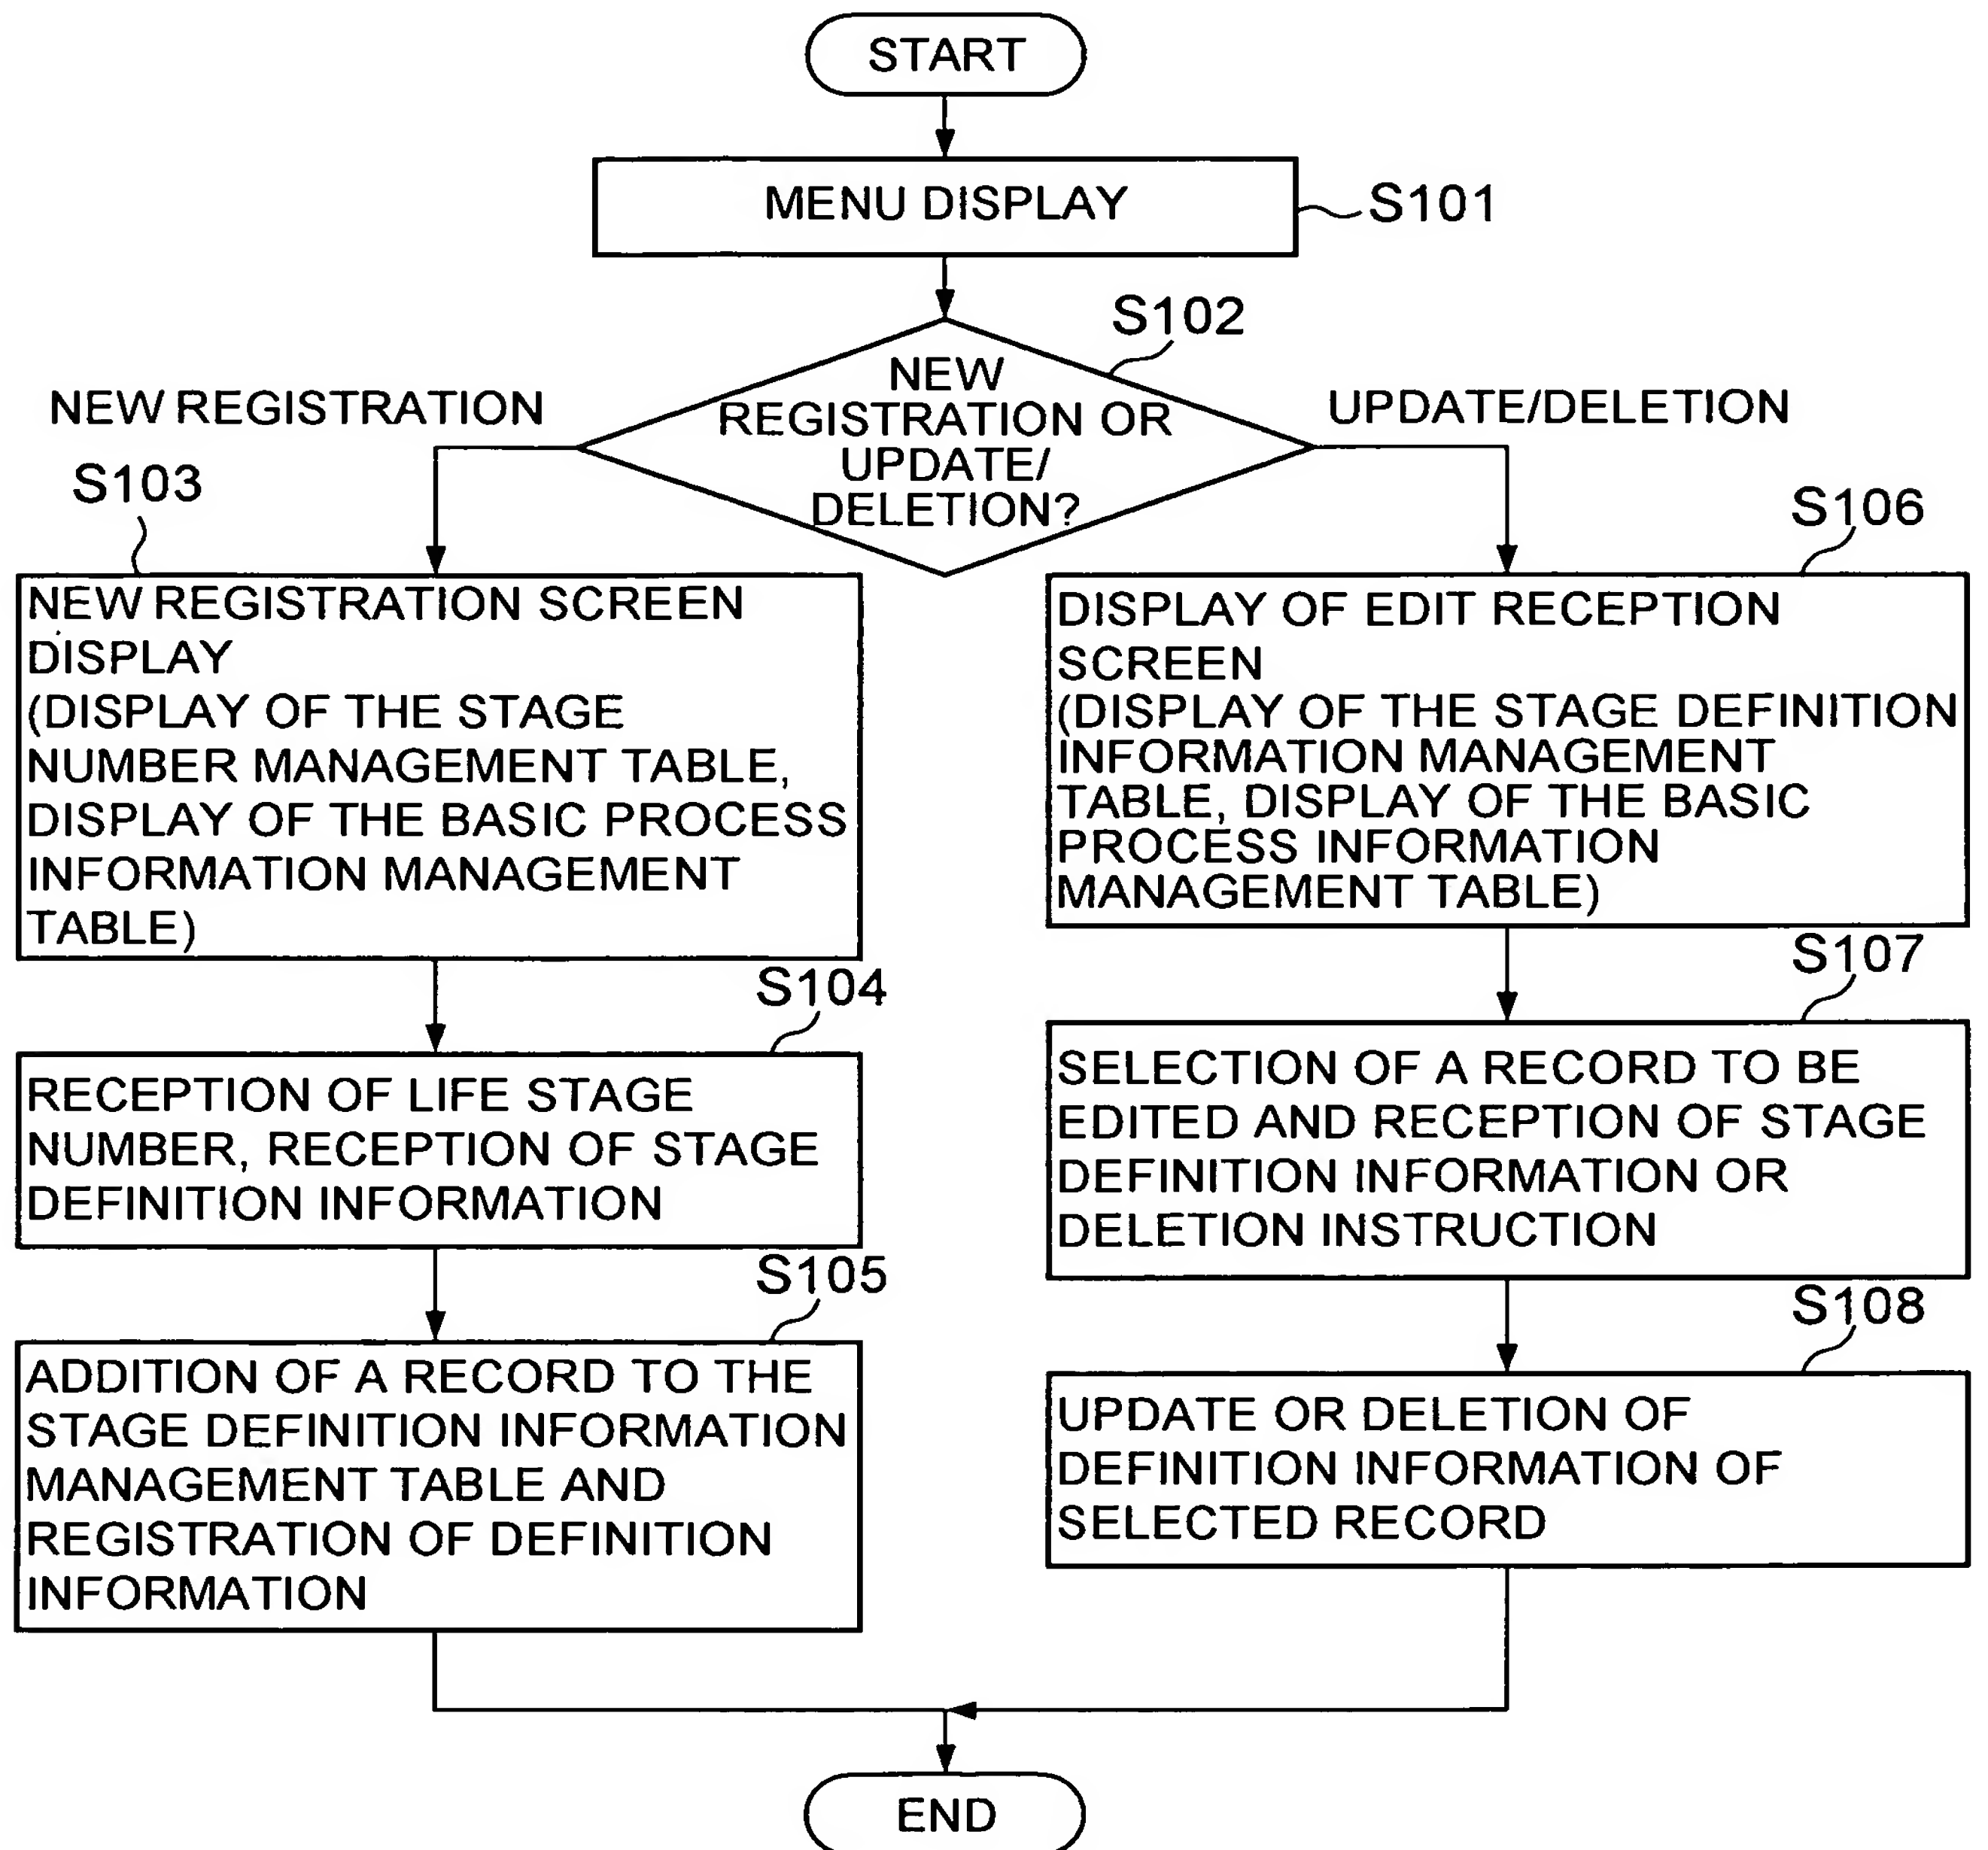 START
MENU DISPLAY
S101
S102
NEW
REGISTRATION OR
UPDATE/
DELETION?
NEW REGISTRATION
UPDATE/DELETION
S103
NEW REGISTRATION SCREEN
DISPLAY
(DISPLAY OF THE STAGE
NUMBER MANAGEMENT TABLE,
DISPLAY OF THE BASIC PROCESS
INFORMATION MANAGEMENT
TABLE)
S104
RECEPTION OF LIFE STAGE
NUMBER, RECEPTION OF STAGE
DEFINITION INFORMATION
S105
ADDITION OF A RECORD TO THE
STAGE DEFINITION INFORMATION
MANAGEMENT TABLE AND
REGISTRATION OF DEFINITION
INFORMATION
S106
DISPLAY OF EDIT RECEPTION
SCREEN
(DISPLAY OF THE STAGE DEFINITION
INFORMATION MANAGEMENT
TABLE, DISPLAY OF THE BASIC
PROCESS INFORMATION
MANAGEMENT TABLE)
S107
SELECTION OF A RECORD TO BE
EDITED AND RECEPTION OF STAGE
DEFINITION INFORMATION OR
DELETION INSTRUCTION
S108
UPDATE OR DELETION OF
DEFINITION INFORMATION OF
SELECTED RECORD
END